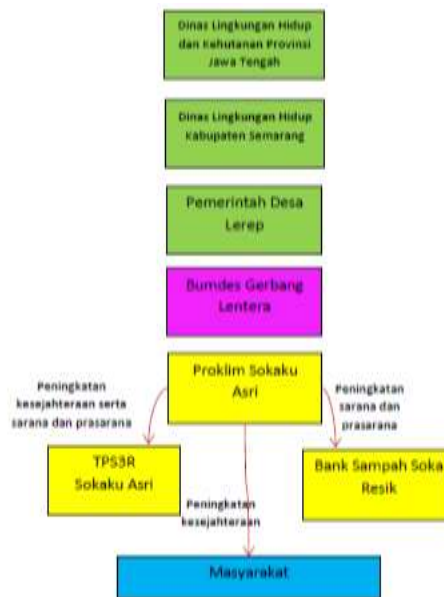 Dinas Lingkungan Hidup
dan Kehutanan Provinsi
Jawa Tengah
Dinas Lingkungan Hidup
Kabupaten Semarang
Pemerintah Desa
Lerep
Bumdes Gerbang
Lentera
Proklim Sokaku
Asri
Peningkatan
kesejahteraan serta
sarana dan prasarana
Peningkatan
sarana dan
prasarana
TPS3R
Sokaku Asri
Bank Sampah Soka
Resik
Peningkatan
kesejahteraan
Masyarakat